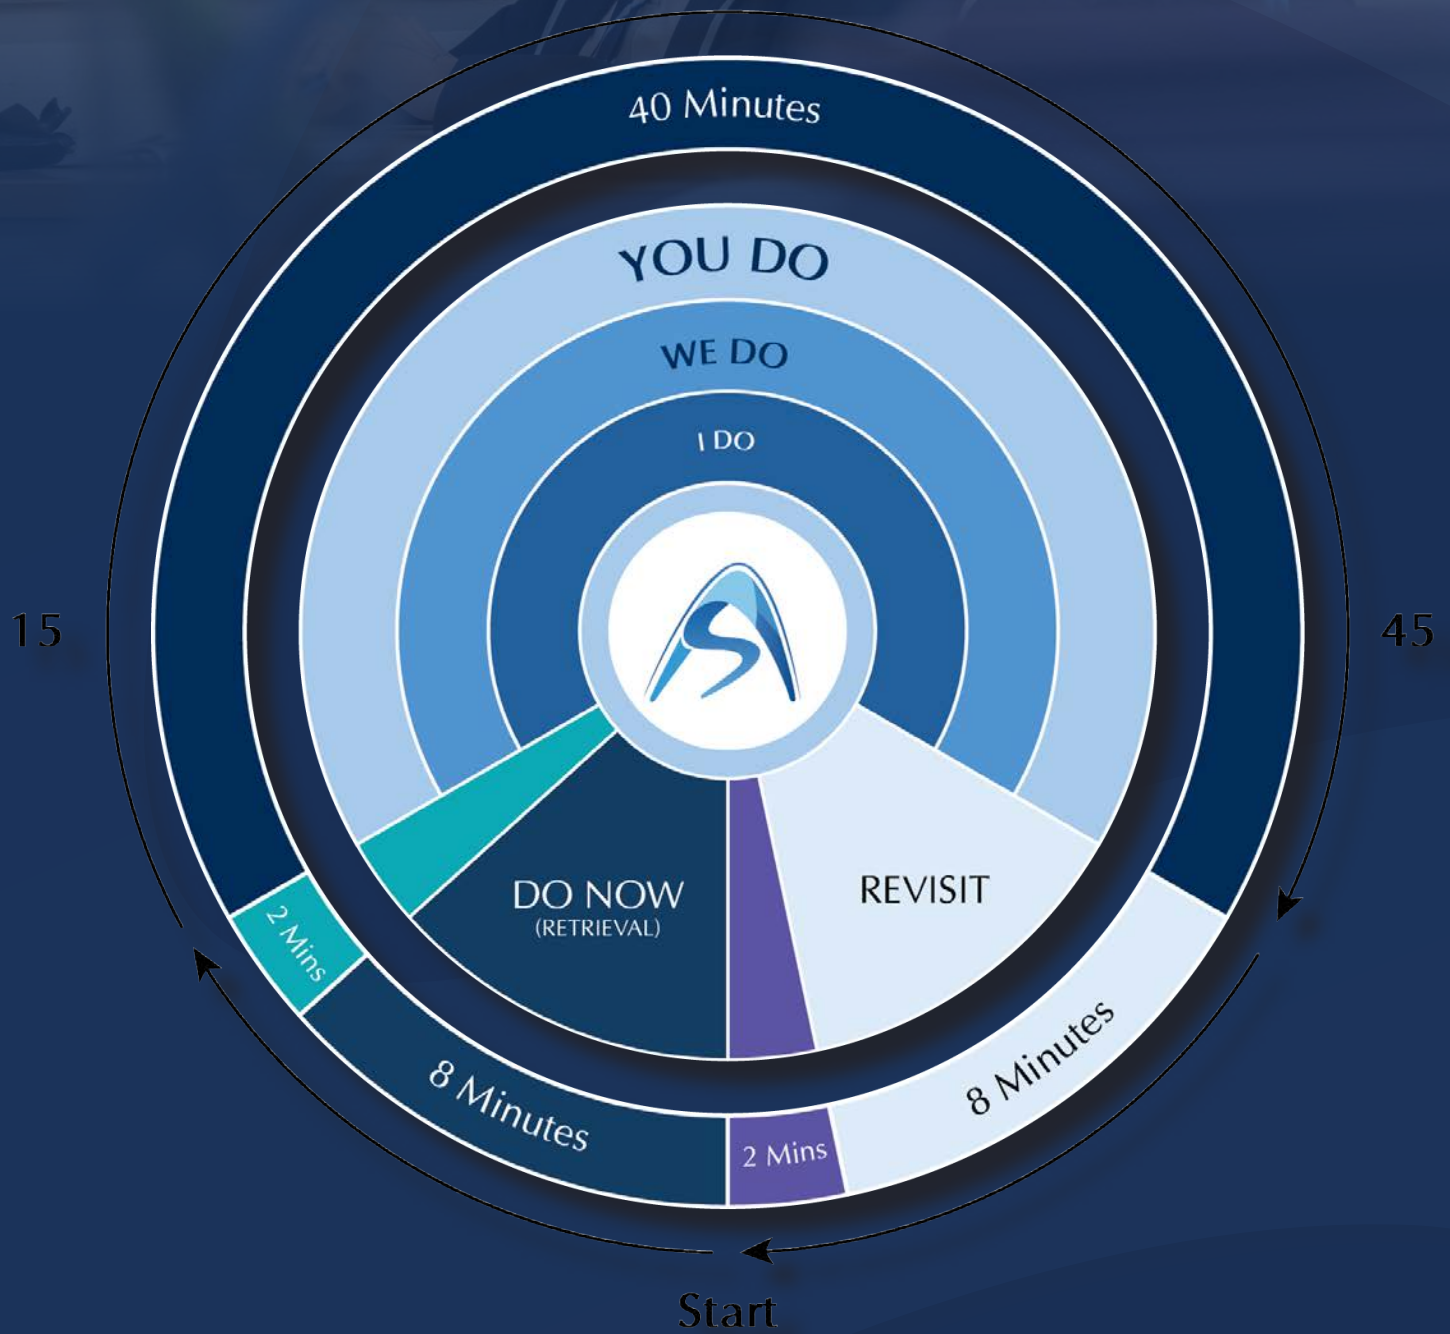 40 Minutes
YOU DO
WE DO
I DO
15
45
DO NOW
(RETRIEVAL)
REVISIT
2 Mins
8 Minutes
2 Mins
8 Minutes
Start